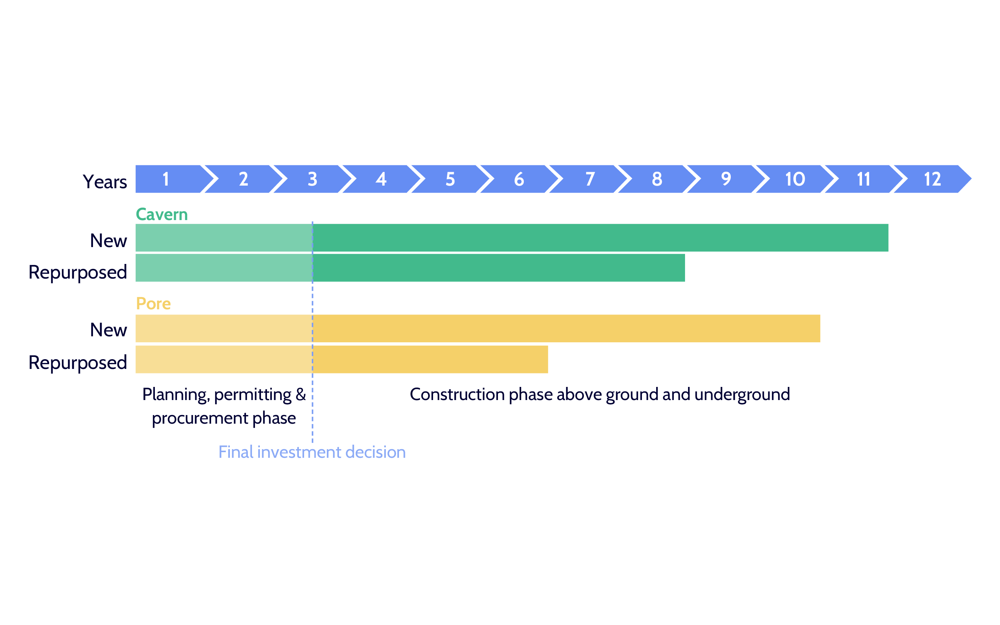 Years 1 2 3 4 5 6 7 8 9 10 11 12
Cavern
New
Repurposed
Pore
New
Repurposed
Planning, permitting &
procurement phase
Construction phase above ground and underground
Final investment decision